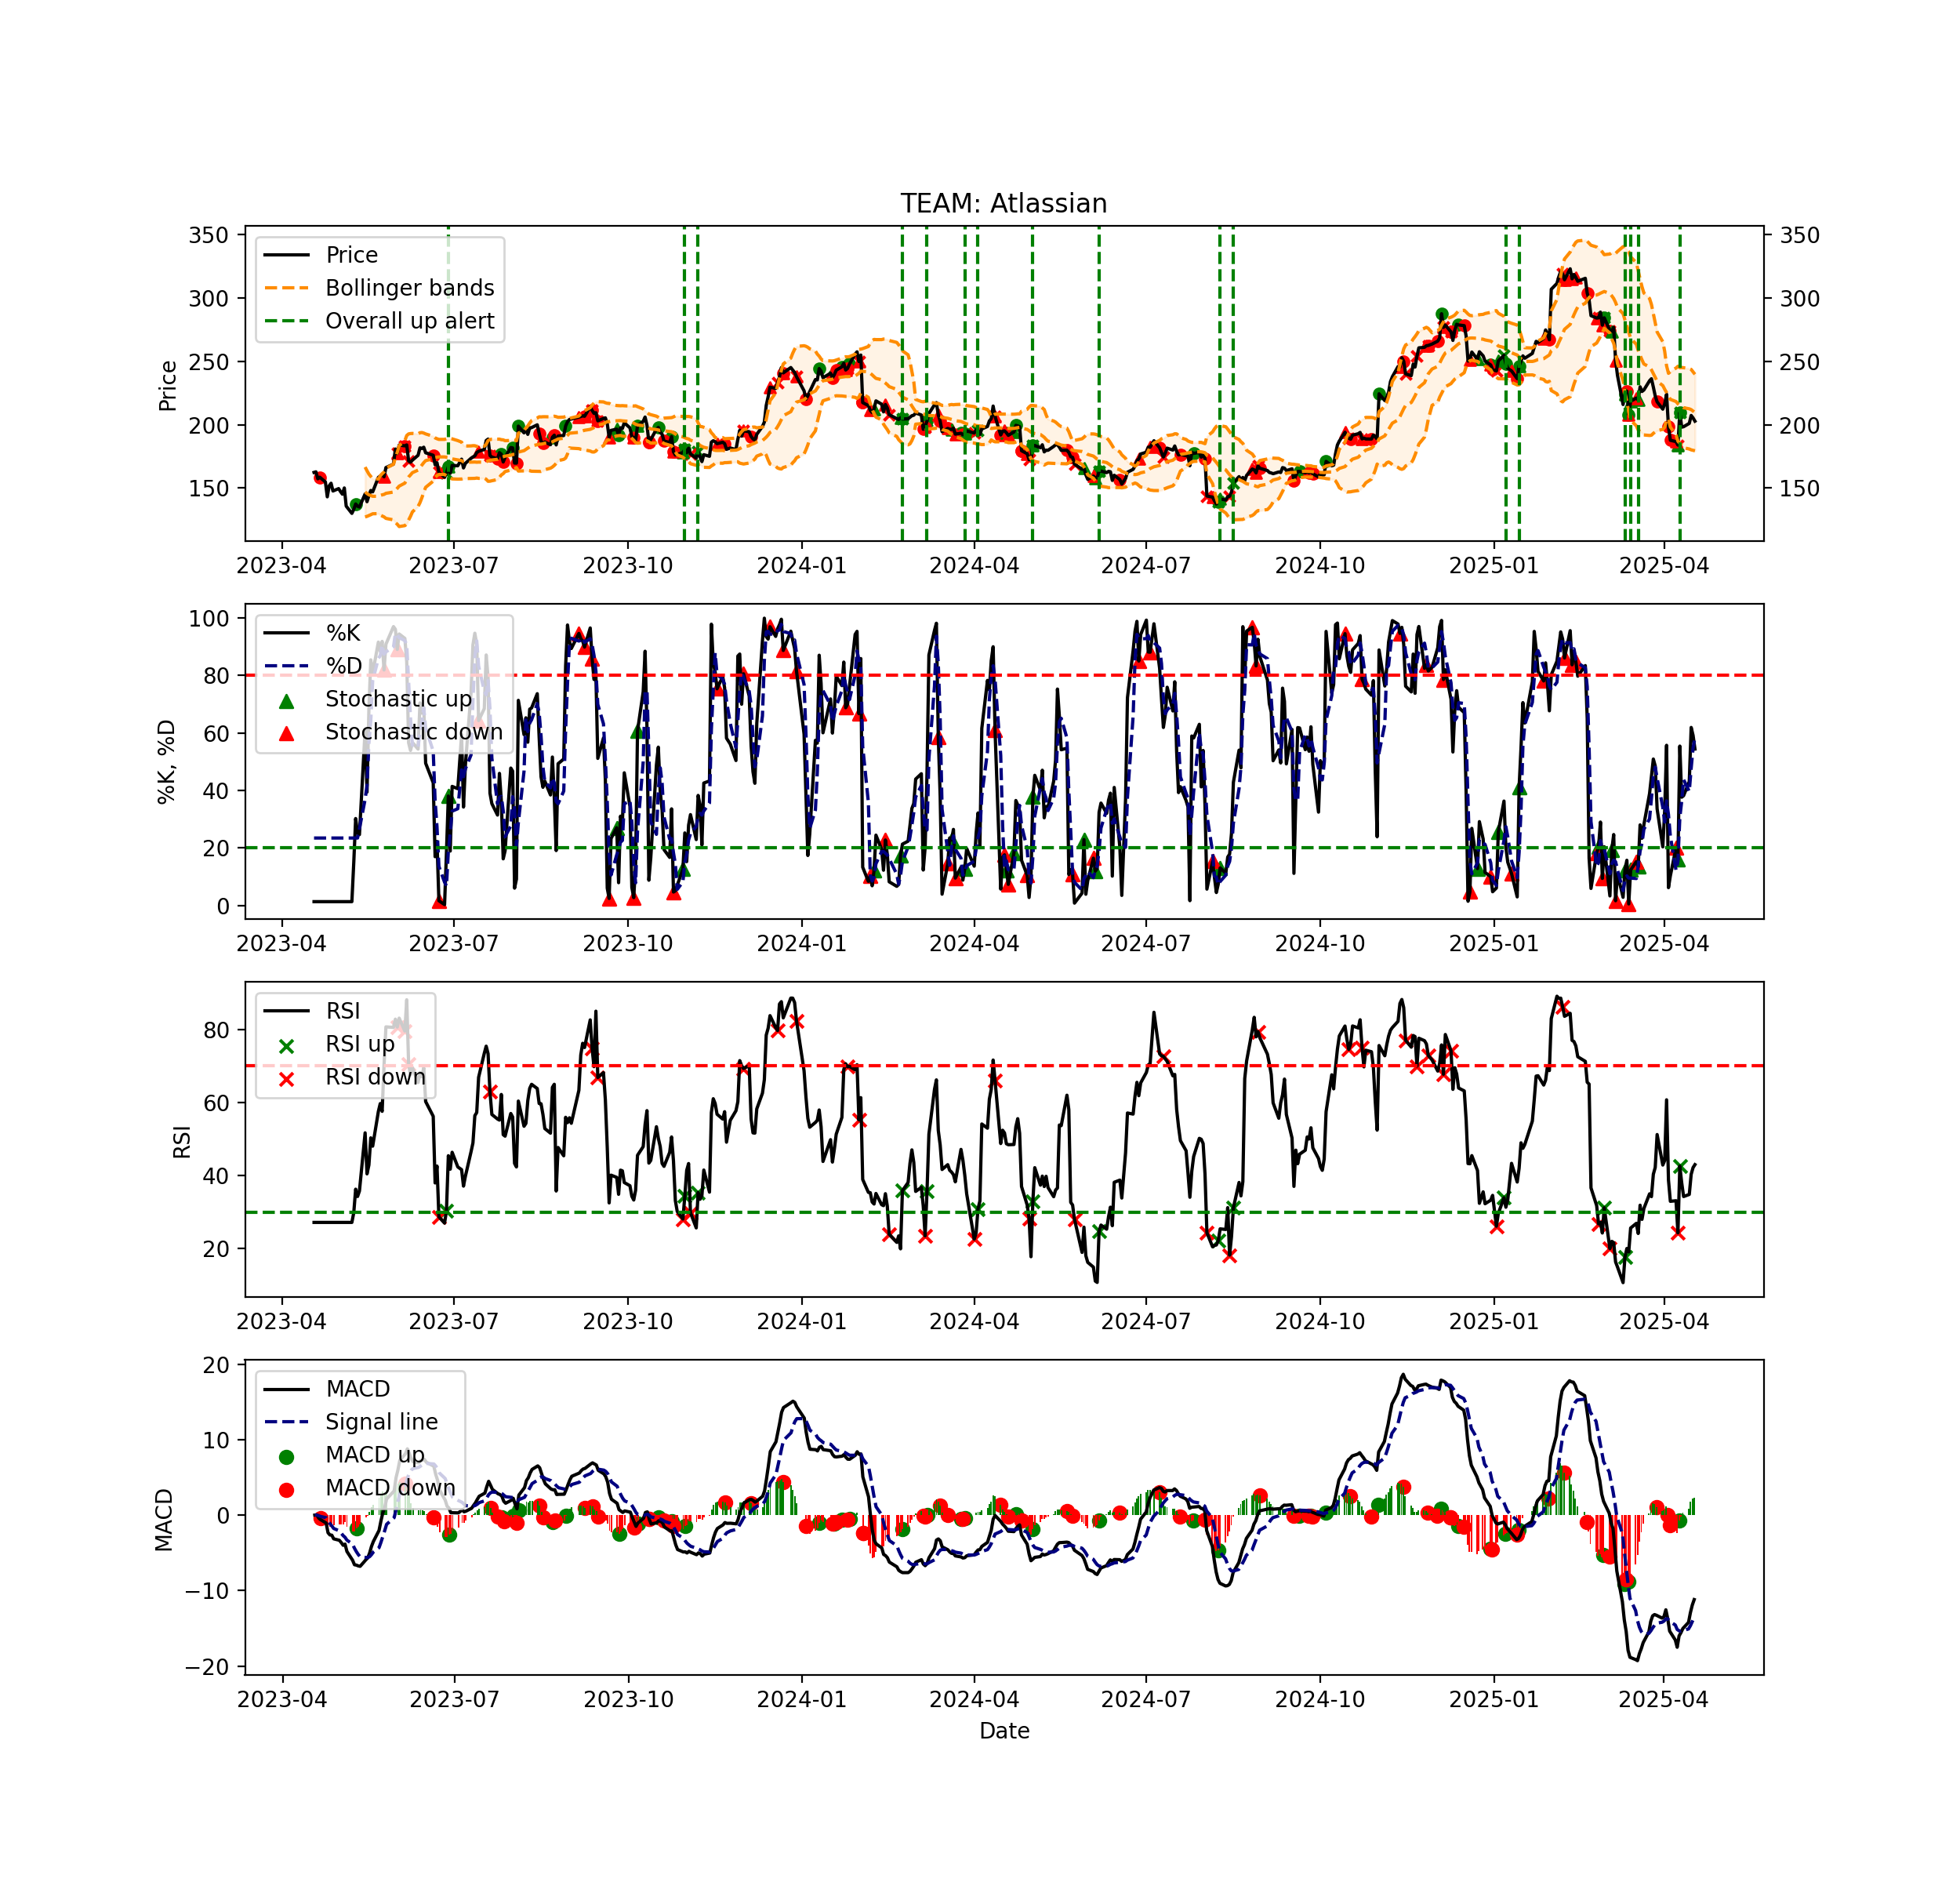 TEAM: Atlassian
350
300
250
200
150
Price
Price
Bollinger bands
Overall up alert
350
300
250
200
150
2023-04 2023-07 2023-10 2024-01 2024-04 2024-07 2024-10 2025-01 2025-04
100
80
60
40
20
0
%K, %D
%K
%D
Stochastic up
Stochastic down
2023-04 2023-07 2023-10 2024-01 2024-04 2024-07 2024-10 2025-01 2025-04
80
60
40
20
RSI
RSI
RSI up
RSI down
2023-04 2023-07 2023-10 2024-01 2024-04 2024-07 2024-10 2025-01 2025-04
20
10
0
−10
−20
MACD
MACD
Signal line
MACD up
MACD down
2023-04 2023-07 2023-10 2024-01 2024-04 2024-07 2024-10 2025-01 2025-04
Date